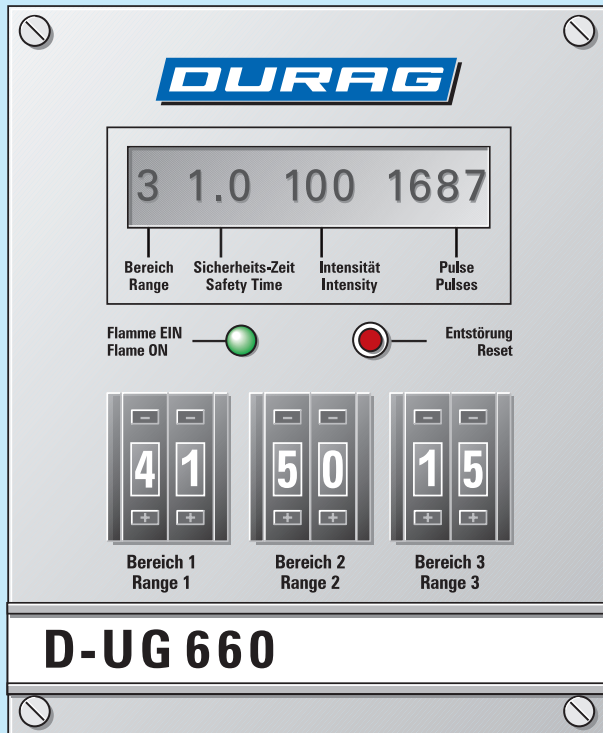 DURAG
3 1.0 100 1687
Bereich Sicherheits-Zeit Intensität Pulse
Range Safety Time Intensity Pulses
Flamme EIN Entstörung
Flame ON Reset
- - - - - -
4 1 5 0 1 5
+ + + + + +
Bereich 1 Bereich 2 Bereich 3
Range 1 Range 2 Range 3
D-UG 660